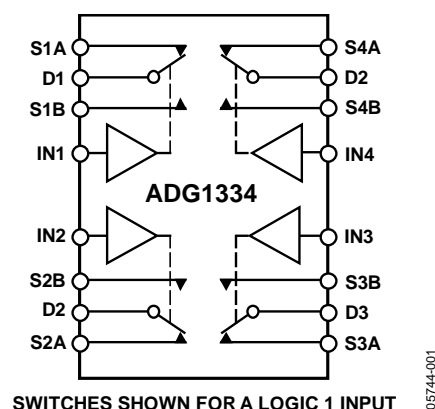 S1A
D1
S1B
IN1
S4A
D2
S4B
IN4
ADG1334
IN2
S2B
D2
S2A
IN3
S3B
D3
S3A
SWITCHES SHOWN FOR A LOGIC 1 INPUT
05744-001